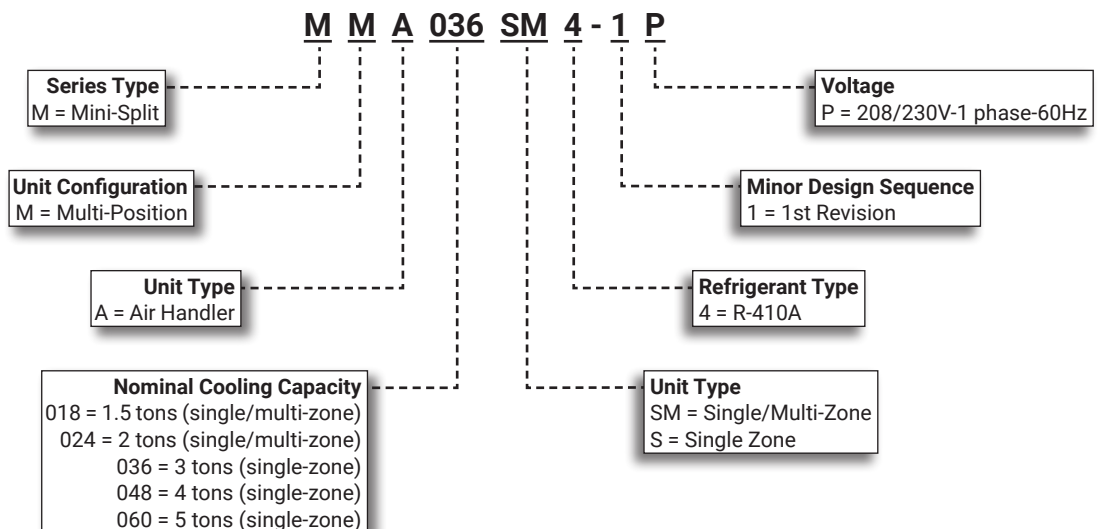 M M A 036 SM 4 - 1 P
Series Type
M = Mini-Split
Voltage
P = 208/230V-1 phase-60Hz
Unit Configuration
M = Multi-Position
Minor Design Sequence
1 = 1st Revision
Unit Type
A = Air Handler
Refrigerant Type
4 = R-410A
Nominal Cooling Capacity
018 = 1.5 tons (single/multi-zone)
024 = 2 tons (single/multi-zone)
036 = 3 tons (single-zone)
048 = 4 tons (single-zone)
060 = 5 tons (single-zone)
Unit Type
SM = Single/Multi-Zone
S = Single Zone